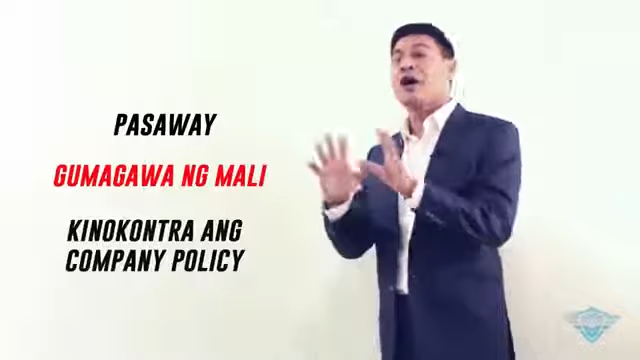 PASAWAY
GUMAGAWA NG MALI
KINOKONTRA ANG
COMPANY POLICY